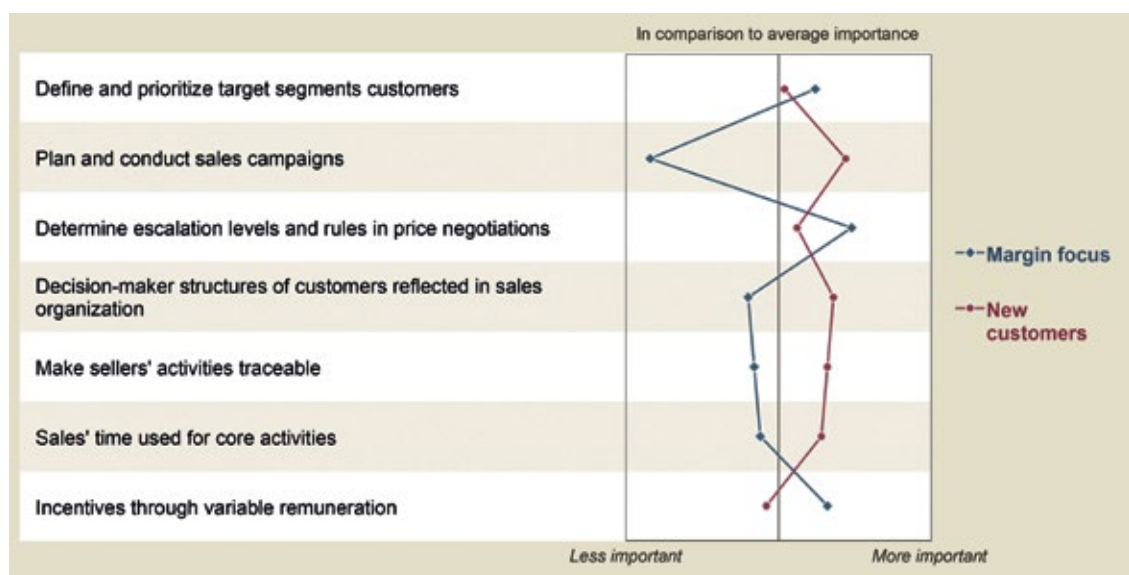 In comparison to average importance
Define and prioritize target segments customers
Plan and conduct sales campaigns
Determine escalation levels and rules in price negotiations
Decision-maker structures of customers reflected in sales
organization
Make sellers' activities traceable
Sales' time used for core activities
Incentives through variable remuneration
Margin focus
New
customers
Less important
More important